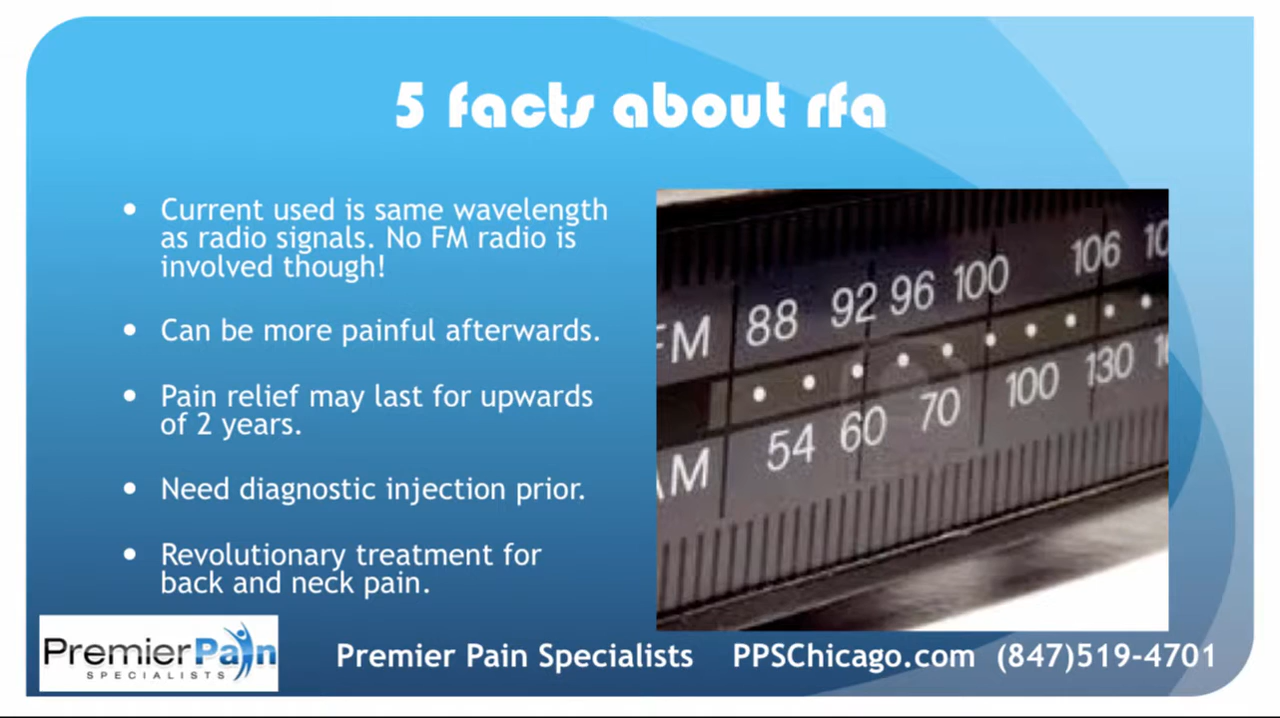 5 facts about rfa
Current used is same wavelength
as radio signals. No FM radio is
involved though!
Can be more painful afterwards.
Pain relief may last for upwards
of 2 years.
Need diagnostic injection prior.
Revolutionary treatment for
back and neck pain.
FM 88 92 96 100 106
54 60 70 100 130
AM
PremierPain
SPECIALISTS
Premier Pain Specialists PPSChicago.com (847)519-4701